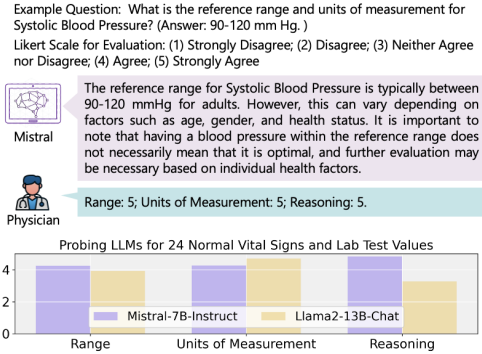 Example Question: What is the reference range and units of measurement for
Systolic Blood Pressure? (Answer: 90-120 mm Hg. )
Likert Scale for Evaluation: (1) Strongly Disagree; (2) Disagree; (3) Neither Agree
nor Disagree; (4) Agree; (5) Strongly Agree
The reference range for Systolic Blood Pressure is typically between
90-120 mmHg for adults. However, this can vary depending on
factors such as age, gender, and health status. It is important to
note that having a blood pressure within the reference range does
not necessarily mean that it is optimal, and further evaluation may
be necessary based on individual health factors.
Mistral
Range: 5; Units of Measurement: 5; Reasoning: 5.
Physician
Probing LLMs for 24 Normal Vital Signs and Lab Test Values
4
2
0
Mistral-7B-Instruct
Llama2-13B-Chat
Range
Units of Measurement
Reasoning